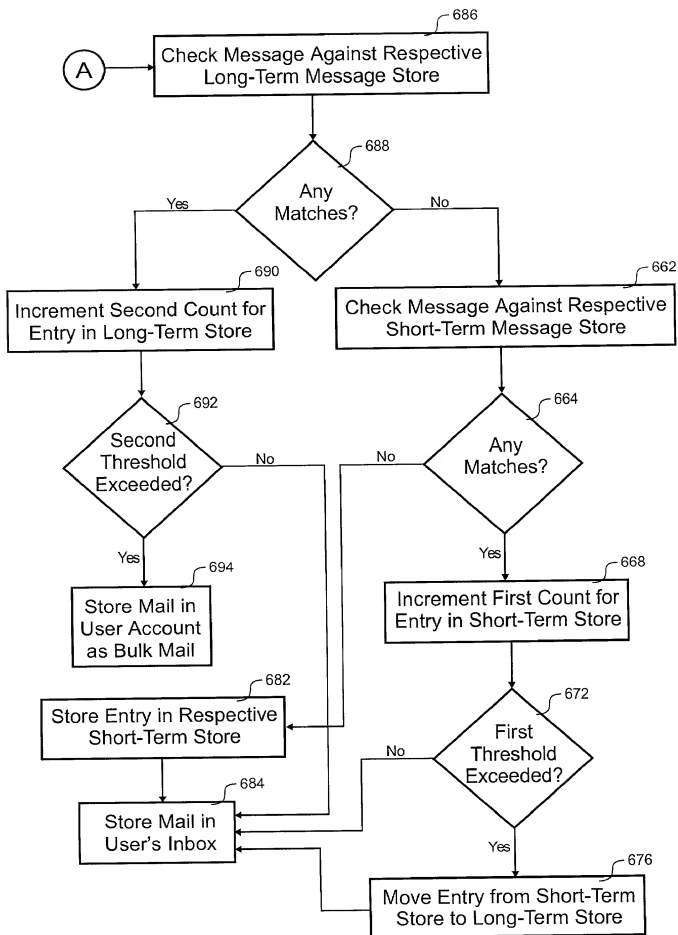 686
A
Check Message Against Respective
Long-Term Message Store
688
Any
Matches?
Yes
No
690
662
Increment Second Count for
Entry in Long-Term Store
Check Message Against Respective
Short-Term Message Store
692
664
Second
Threshold
Exceeded?
No
No
Any
Matches?
Yes
Yes
694
668
Store Mail in
User Account
as Bulk Mail
Increment First Count for
Entry in Short-Term Store
682
672
Store Entry in Respective
Short-Term Store
First
Threshold
Exceeded?
No
684
Store Mail in
User's Inbox
Yes
676
Move Entry from Short-Term
Store to Long-Term Store